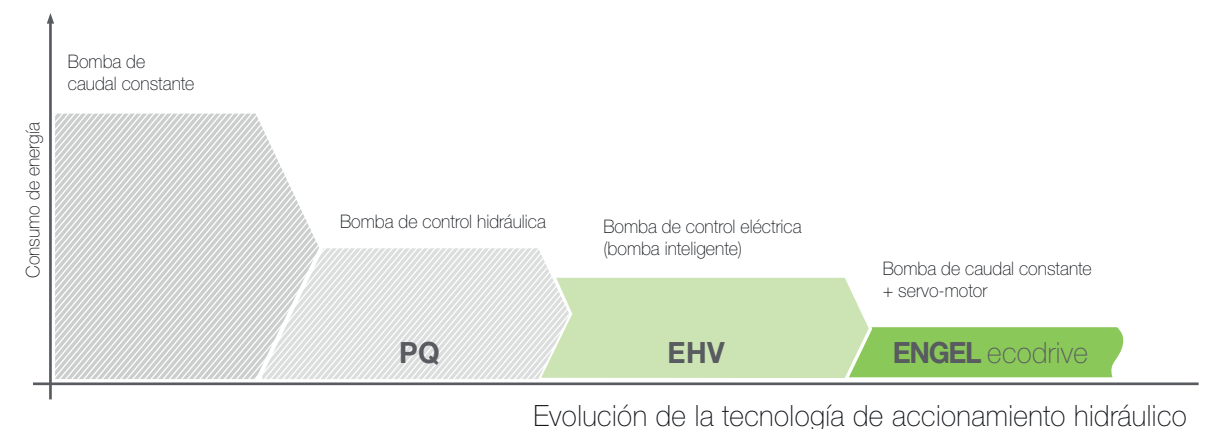 Bomba de
caudal constante
Consumo de energía
Bomba de control hidráulica
Bomba de control eléctrica
(bomba inteligente)
Bomba de caudal constante
+ servo-motor
PQ
EHV
ENGEL ecodrive
Evolución de la tecnología de accionamiento hidráulico